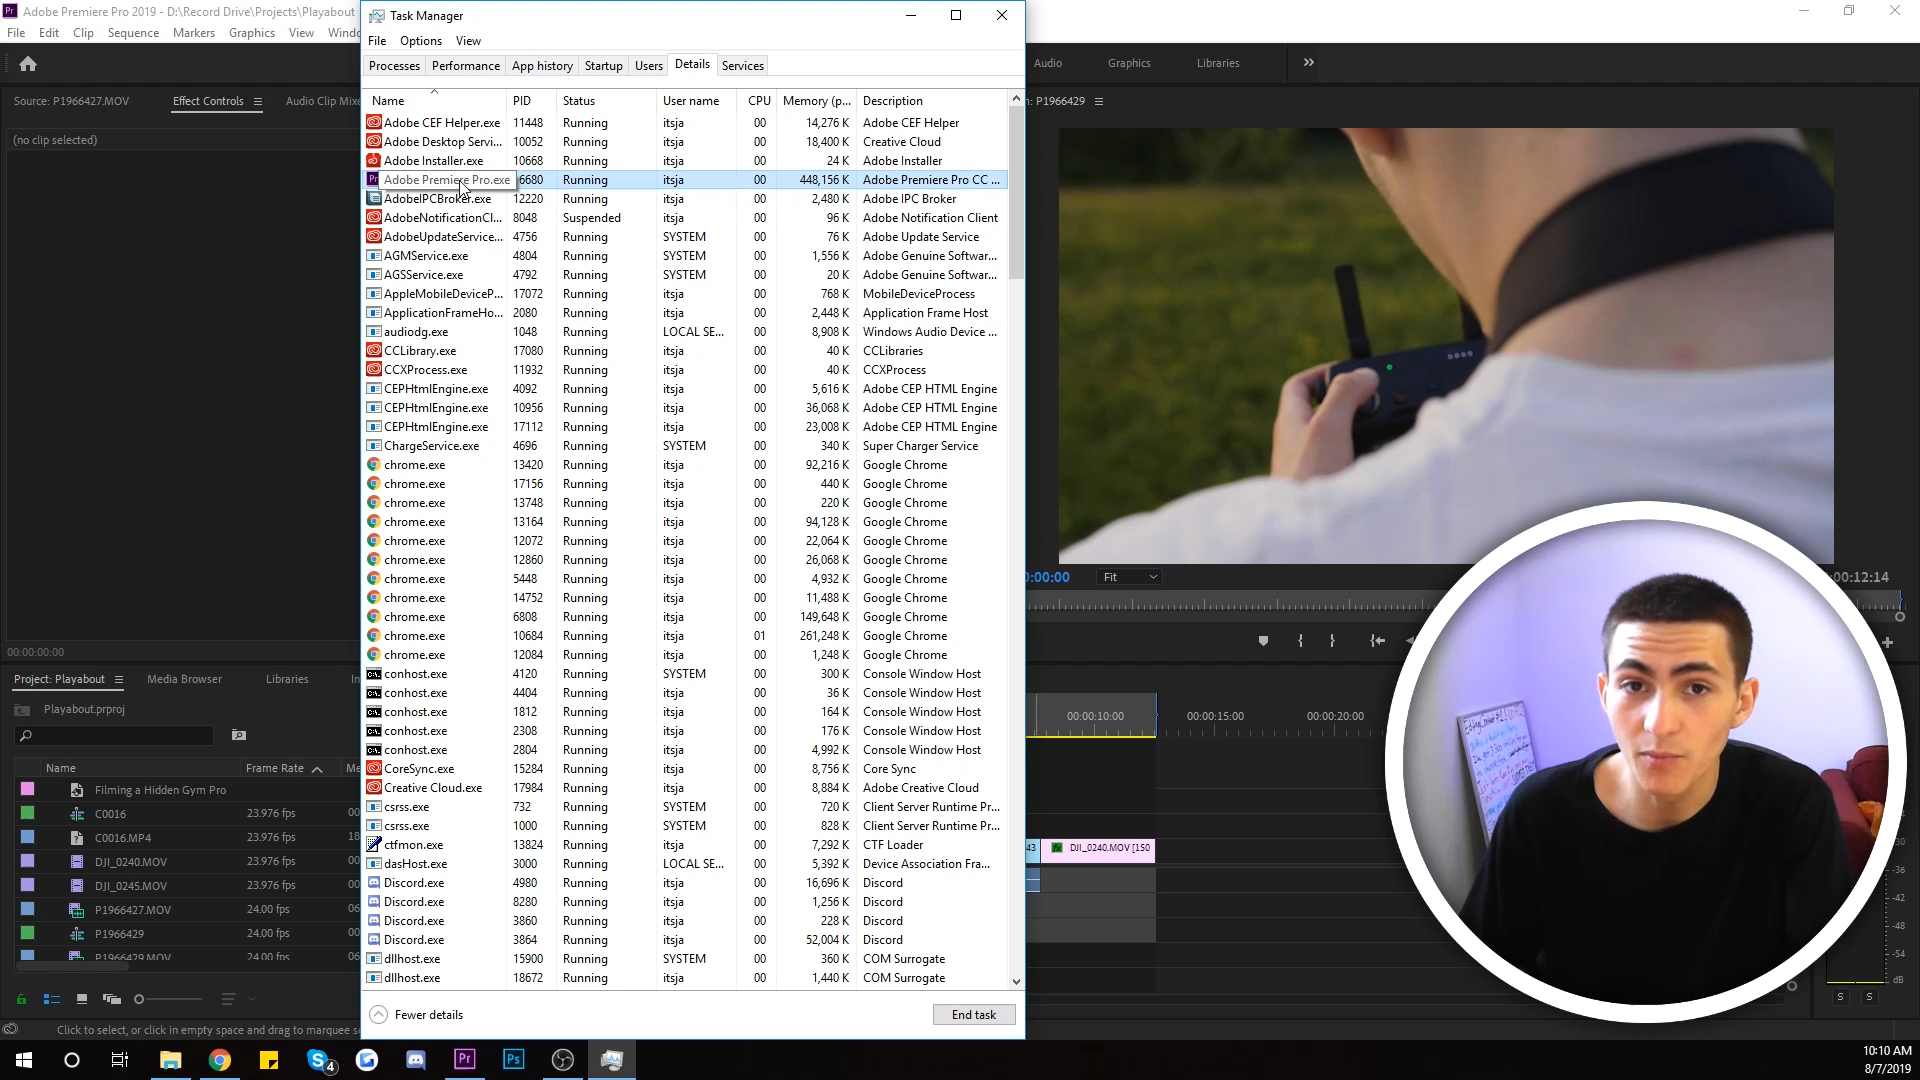 Adobe Premiere Pro 2019 - D:\Record Drive\Projects\Playabout
File Edit Clip Sequence Markers Graphics View Windo
Source: P1966427.MOV
Effect Controls
Audio Clip Mixe
(no clip selected)
00:00:00:00
Project: Playabout
Media Browser
Libraries
In
Playabout.prproj
Name Frame Rate Me
Filming a Hidden Gym Pro
C0016 23.976 fps 00
C0016.MP4 23.976 fps 18
DJI_0240.MOV 23.976 fps 00
DJI_0245.MOV 23.976 fps 00
P1966427.MOV 24.00 fps 06
P1966429 24.00 fps 00
P1966429.MOV 24.00 fps 06
Click to select, or click in empty space and drag to marquee se
Task Manager
File Options View
Processes Performance App history Startup Users Details Services
Name PID Status User name CPU Memory (p... Description
Adobe CEF Helper.exe 11448 Running itsja 00 14,276 K Adobe CEF Helper
Adobe Desktop Servi... 10052 Running itsja 00 18,400 K Creative Cloud
Adobe Installer.exe 10668 Running itsja 00 24 K Adobe Installer
Adobe Premiere Pro.exe 6680 Running itsja 00 448,156 K Adobe Premiere Pro CC ...
AdobeIPCBroker.exe 12220 Running itsja 00 2,480 K Adobe IPC Broker
AdobeNotificationCl... 8048 Suspended itsja 00 96 K Adobe Notification Client
AdobeUpdateService... 4756 Running SYSTEM 00 76 K Adobe Update Service
AGMService.exe 4804 Running SYSTEM 00 1,556 K Adobe Genuine Softwar...
AGSService.exe 4792 Running SYSTEM 00 20 K Adobe Genuine Softwar...
AppleMobileDeviceP... 17072 Running itsja 00 768 K MobileDeviceProcess
ApplicationFrameHo... 2080 Running itsja 00 2,448 K Application Frame Host
audiodg.exe 1048 Running LOCAL SE... 00 8,908 K Windows Audio Device ...
CCLibrary.exe 17080 Running itsja 00 40 K CCLibraries
CCXProcess.exe 11932 Running itsja 00 40 K CCXProcess
CEPHtmlEngine.exe 4092 Running itsja 00 5,616 K Adobe CEP HTML Engine
CEPHtmlEngine.exe 10956 Running itsja 00 36,068 K Adobe CEP HTML Engine
CEPHtmlEngine.exe 17112 Running itsja 00 23,008 K Adobe CEP HTML Engine
ChargeService.exe 4696 Running SYSTEM 00 340 K Super Charger Service
chrome.exe 13420 Running itsja 00 92,216 K Google Chrome
chrome.exe 17156 Running itsja 00 440 K Google Chrome
chrome.exe 13748 Running itsja 00 220 K Google Chrome
chrome.exe 13164 Running itsja 00 94,128 K Google Chrome
chrome.exe 12072 Running itsja 00 22,064 K Google Chrome
chrome.exe 12860 Running itsja 00 26,068 K Google Chrome
chrome.exe 5448 Running itsja 00 4,932 K Google Chrome
chrome.exe 14752 Running itsja 00 11,488 K Google Chrome
chrome.exe 6808 Running itsja 00 149,648 K Google Chrome
chrome.exe 10684 Running itsja 01 261,248 K Google Chrome
chrome.exe 12084 Running itsja 00 1,248 K Google Chrome
conhost.exe 4120 Running SYSTEM 00 300 K Console Window Host
conhost.exe 4404 Running itsja 00 36 K Console Window Host
conhost.exe 1812 Running itsja 00 164 K Console Window Host
conhost.exe 2308 Running itsja 00 176 K Console Window Host
conhost.exe 2804 Running itsja 00 4,992 K Console Window Host
CoreSync.exe 15284 Running itsja 00 8,756 K Core Sync
Creative Cloud.exe 17984 Running itsja 00 8,884 K Adobe Creative Cloud
csrss.exe 732 Running SYSTEM 00 720 K Client Server Runtime Pr...
csrss.exe 1000 Running SYSTEM 00 828 K Client Server Runtime Pr...
ctfmon.exe 13824 Running itsja 00 7,292 K CTF Loader
dasHost.exe 3000 Running LOCAL SE... 00 5,392 K Device Association Fra...
Discord.exe 4980 Running itsja 00 16,696 K Discord
Discord.exe 8280 Running itsja 00 1,256 K Discord
Discord.exe 3860 Running itsja 00 228 K Discord
Discord.exe 3864 Running itsja 00 52,004 K Discord
dllhost.exe 15900 Running SYSTEM 00 360 K COM Surrogate
dllhost.exe 18672 Running itsja 00 1,440 K COM Surrogate
Fewer details
End task
Audio Graphics Libraries
: P1966429
0:00:00
Fit
00:12:14
00:00:10:00 00:00:15:00 00:00:20:00
43
DJI_0240.MOV [150
-36
-42
-48
-54
dB
S S
4
Pr
Ps
10:10 AM
8/7/2019